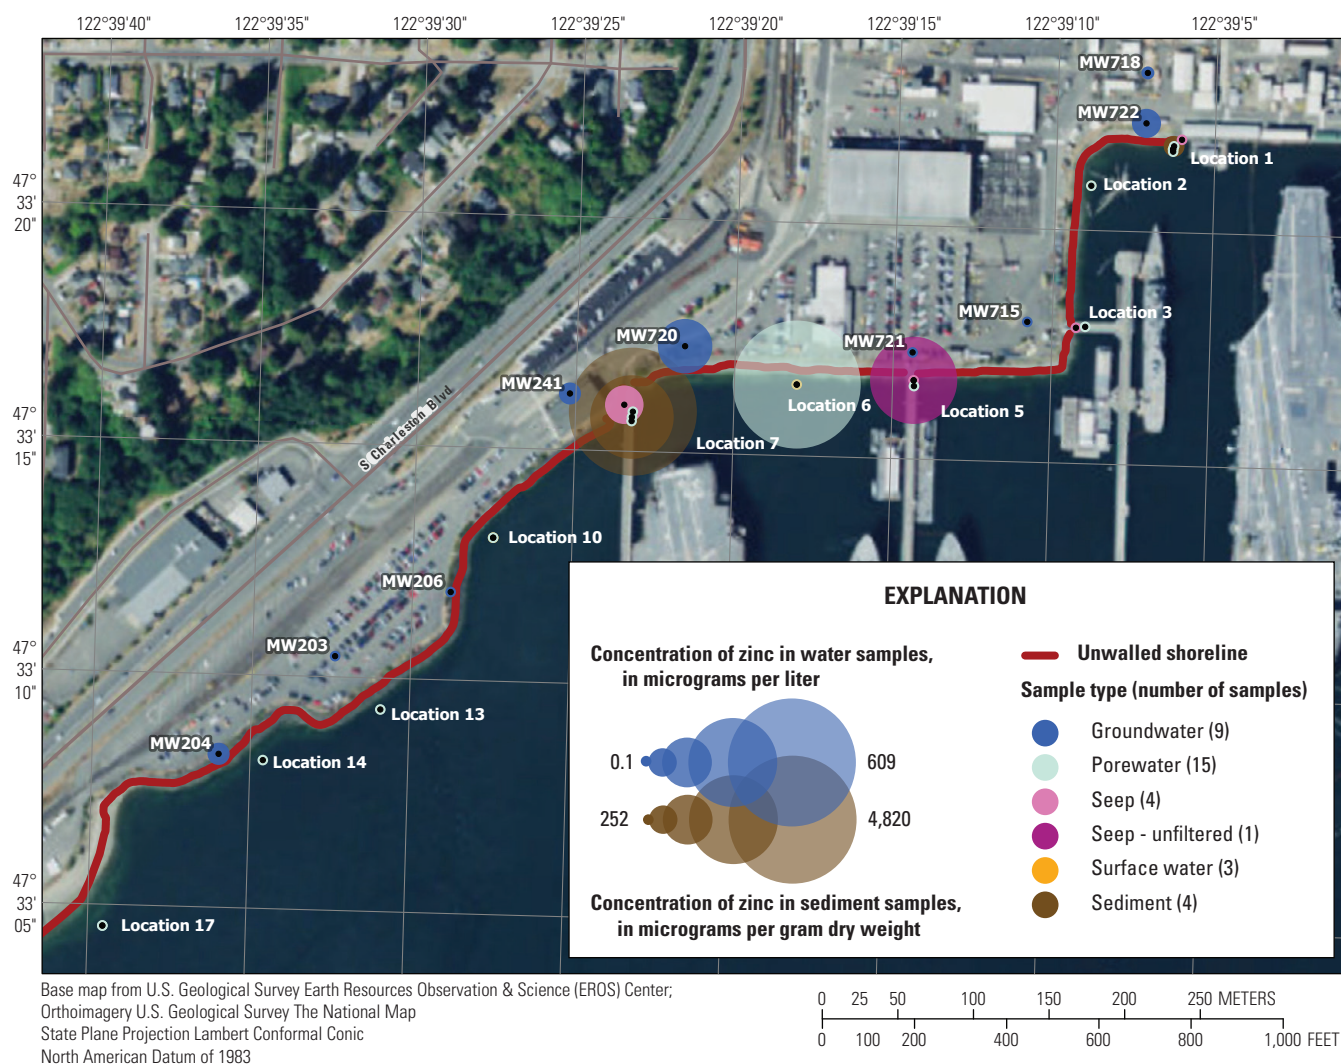 122°39'40" 122°39'35" 122°39'25" 122°39'20" 122°39'15" 122°39'10" 122°39'5"
MW718
MW722
Location 1
47°
33'
20"
Location 2
Location 3
MW715
MW720
MW721
MW241
Location 6
Location 5
47°
33'
15"
S Charleston Blvd
Location 7
Location 10
MW206
MW203
47°
33'
10"
Location 13
MW204
Location 14
47°
33'
05"
Location 17
EXPLANATION
Concentration of zinc in water samples,
in micrograms per liter
0.1 609
252 4,820
Concentration of zinc in sediment samples,
in micrograms per gram dry weight
Unwalled shoreline
Sample type (number of samples)
Groundwater (9)
Porewater (15)
Seep (4)
Seep - unfiltered (1)
Surface water (3)
Sediment (4)
Base map from U.S. Geological Survey Earth Resources Observation & Science (EROS) Center;
Orthoimagery U.S. Geological Survey The National Map
State Plane Projection Lambert Conformal Conic
North American Datum of 1983
0 25 50 100 150 200 250 METERS
0 100 200 400 600 800 1,000 FEET